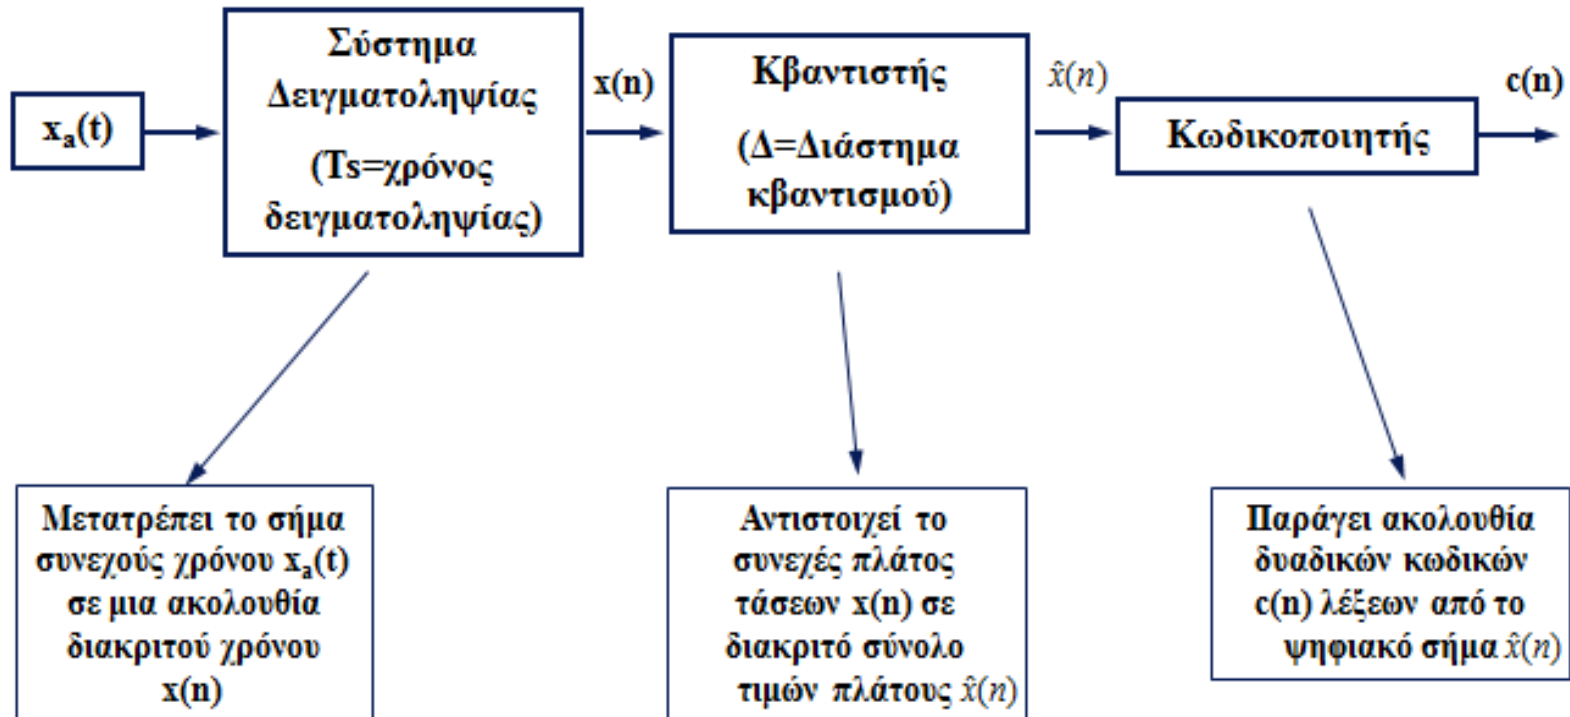 x_a(t)
Σύστημα
Δειγματοληψίας
(Ts=χρόνος
δειγματοληψίας)
x(n)
Κβαντιστής
(Δ=Διάστημα
κβαντισμού)
x̂(n)
Κωδικοποιητής
c(n)
Μετατρέπει το σήμα
συνεχούς χρόνου x_a(t)
σε μια ακολουθία
διακριτού χρόνου
x(n)
Αντιστοιχεί το
συνεχές πλάτος
τάσεων x(n) σε
διακριτό σύνολο
τιμών πλάτους x̂(n)
Παράγει ακολουθία
δυαδικών κωδικών
c(n) λέξεων από το
ψηφιακό σήμα x̂(n)